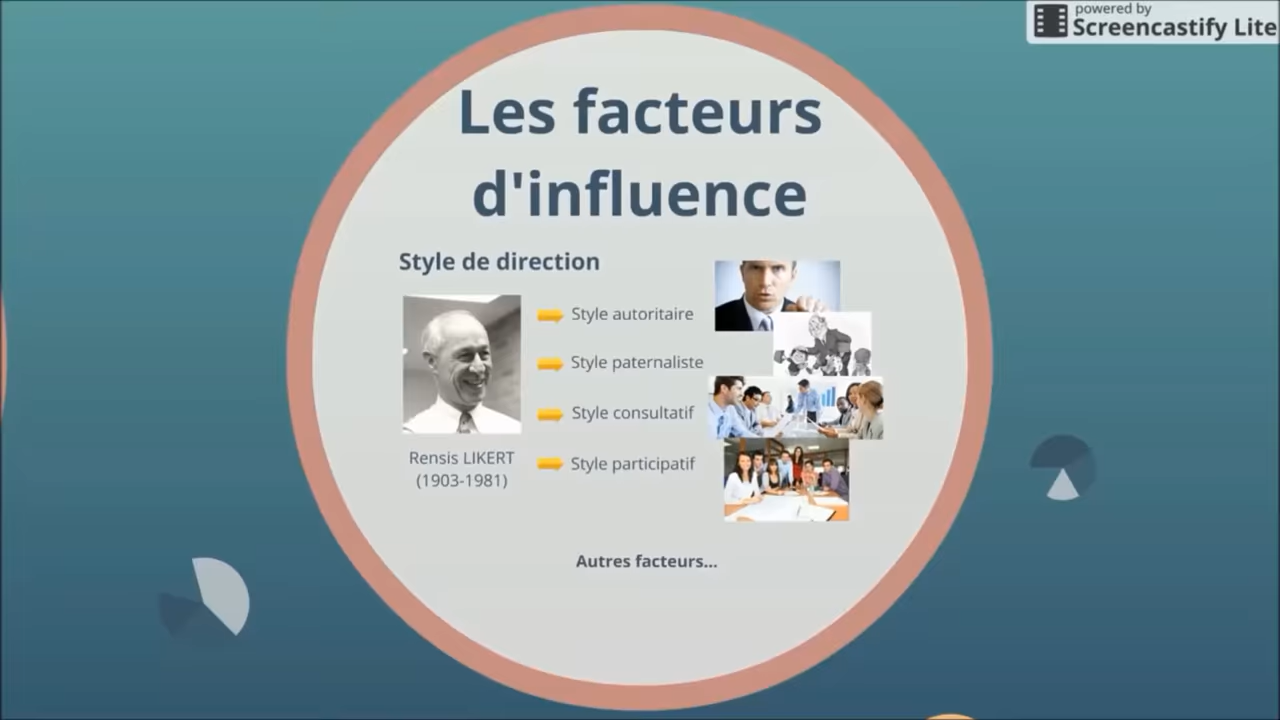 powered by
Screencastify Lite
Les facteurs
d'influence
Style de direction
Style autoritaire
Style paternaliste
Style consultatif
Style participatif
Rensis LIKERT
(1903-1981)
Autres facteurs...